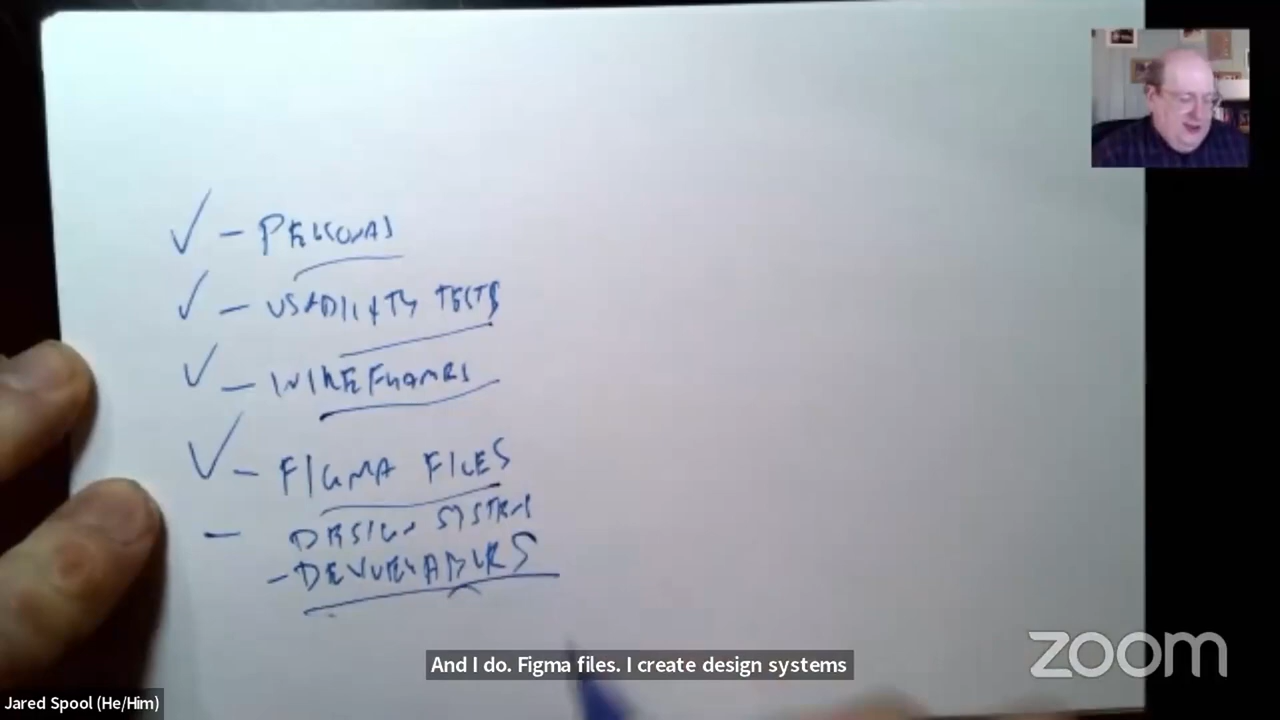 ✓ - PERSONAS
✓ - USABILITY TESTS
✓ - WIREFRAMES
✓ - FIGMA FILES
- DESIGN SYSTEM
- DELIVERABLES
And I do. Figma files. I create design systems
zoom
Jared Spool (He/Him)